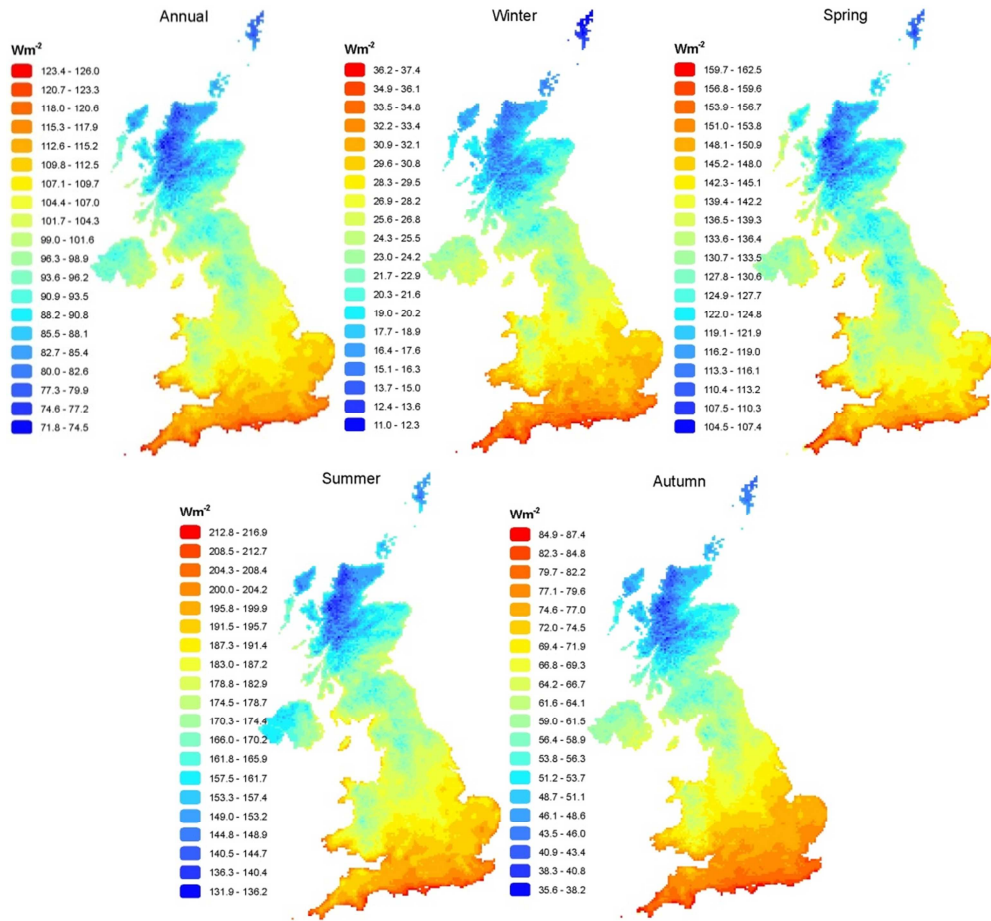 Annual
Wm-2
123.4 - 126.0
120.7 - 123.3
118.0 - 120.6
115.3 - 117.9
112.6 - 115.2
109.8 - 112.5
107.1 - 109.7
104.4 - 107.0
101.7 - 104.3
99.0 - 101.6
96.3 - 98.9
93.6 - 96.2
90.9 - 93.5
88.2 - 90.8
85.5 - 88.1
82.7 - 85.4
80.0 - 82.6
77.3 - 79.9
74.6 - 77.2
71.8 - 74.5
Winter
Wm-2
36.2 - 37.4
34.9 - 36.1
33.5 - 34.8
32.2 - 33.4
30.9 - 32.1
29.6 - 30.8
28.3 - 29.5
26.9 - 28.2
25.6 - 26.8
24.3 - 25.5
23.0 - 24.2
21.7 - 22.9
20.3 - 21.6
19.0 - 20.2
17.7 - 18.9
16.4 - 17.6
15.1 - 16.3
13.7 - 15.0
12.4 - 13.6
11.0 - 12.3
Spring
Wm-2
159.7 - 162.5
156.8 - 159.6
153.9 - 156.7
151.0 - 153.8
148.1 - 150.9
145.2 - 148.0
142.3 - 145.1
139.4 - 142.2
136.5 - 139.3
133.6 - 136.4
130.7 - 133.5
127.8 - 130.6
124.9 - 127.7
122.0 - 124.8
119.1 - 121.9
116.2 - 119.0
113.3 - 116.1
110.4 - 113.2
107.5 - 110.3
104.5 - 107.4
Summer
Wm-2
212.8 - 216.9
208.5 - 212.7
204.3 - 208.4
200.0 - 204.2
195.8 - 199.9
191.5 - 195.7
187.3 - 191.4
183.0 - 187.2
178.8 - 182.9
174.5 - 178.7
170.3 - 174.4
166.0 - 170.2
161.8 - 165.9
157.5 - 161.7
153.3 - 157.4
149.0 - 153.2
144.8 - 148.9
140.5 - 144.7
136.3 - 140.4
131.9 - 136.2
Autumn
Wm-2
84.9 - 87.4
82.3 - 84.8
79.7 - 82.2
77.1 - 79.6
74.6 - 77.0
72.0 - 74.5
69.4 - 71.9
66.8 - 69.3
64.2 - 66.7
61.6 - 64.1
59.0 - 61.5
56.4 - 58.9
53.8 - 56.3
51.2 - 53.7
48.7 - 51.1
46.1 - 48.6
43.5 - 46.0
40.9 - 43.4
38.3 - 40.8
35.6 - 38.2